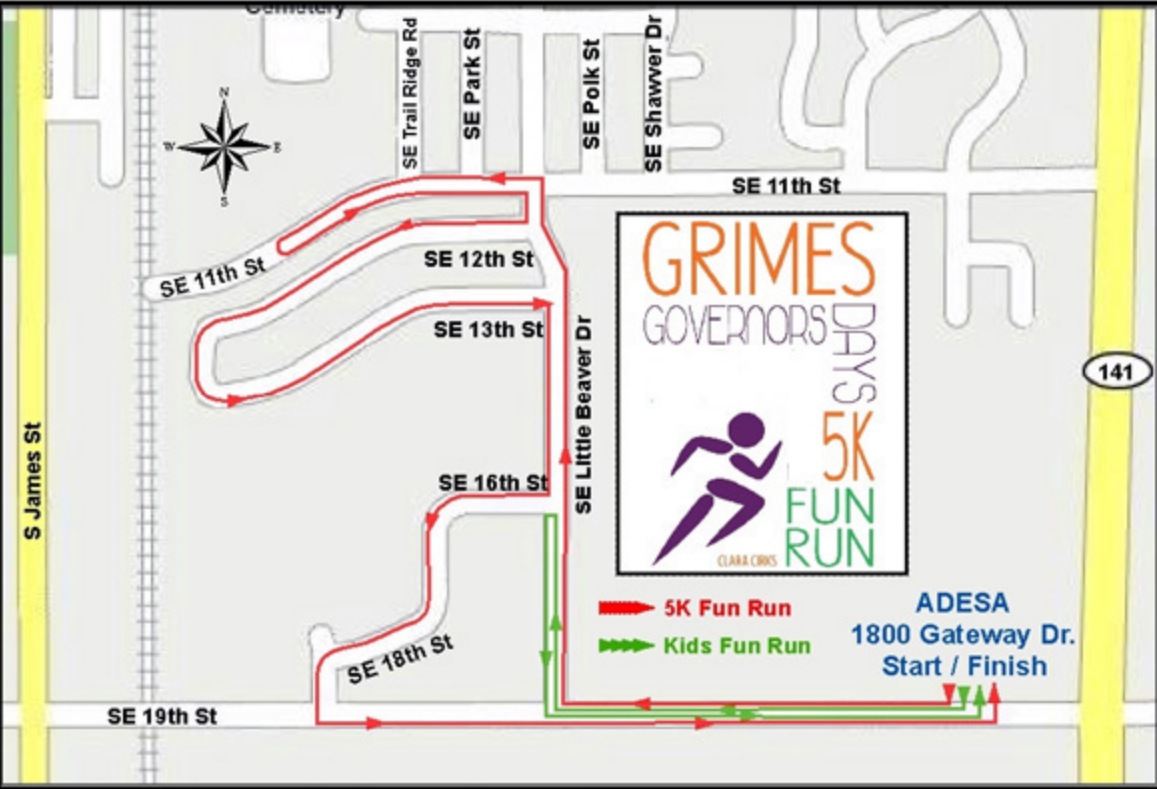 Cemetery
SE Trail Ridge Rd
SE Park St
SE Polk St
SE Shawver Dr
N
W
E
S
SE 11th St
SE 11th St
SE 12th St
SE 13th St
SE Little Beaver Dr
SE 16th St
SE 18th St
SE 19th St
S James St
141
GRIMES
GOVERNORS
DAYS
5K
FUN
RUN
CLARA CIRKS
5K Fun Run
Kids Fun Run
ADESA
1800 Gateway Dr.
Start / Finish